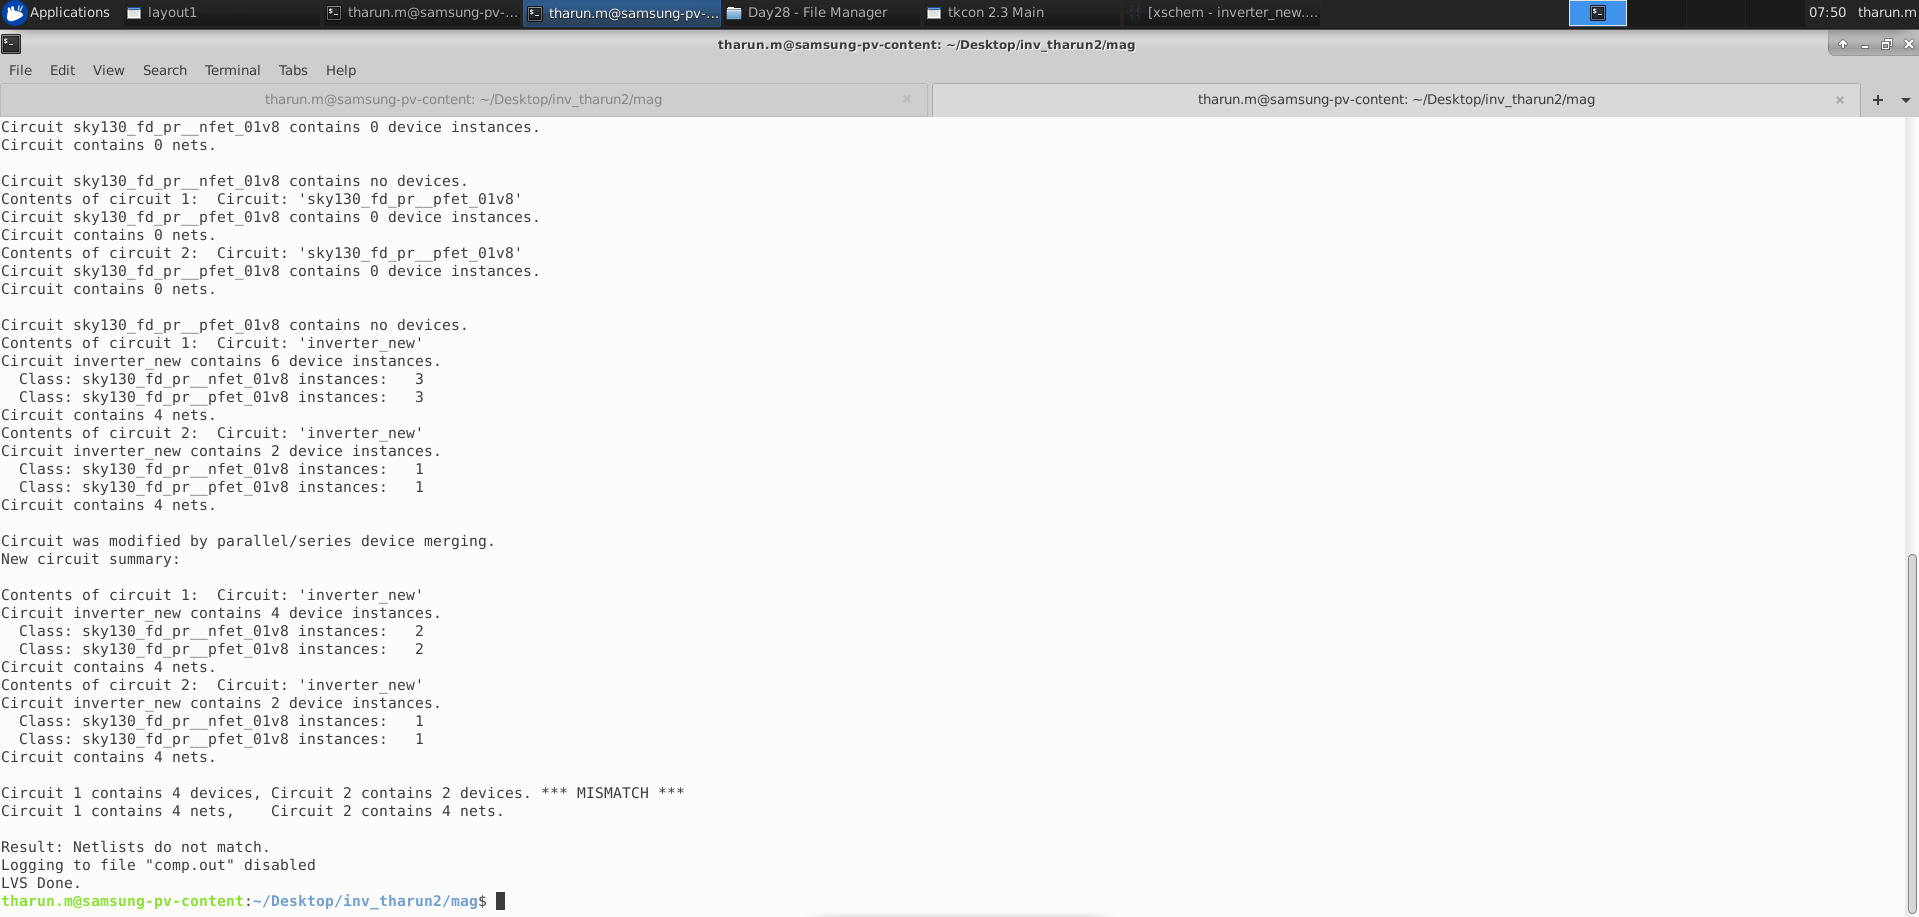 Applications layout1 tharun.m@samsung-pv-... tharun.m@samsung-pv-... Day28 - File Manager tkcon 2.3 Main [xschem - inverter_new.... 07:50 tharun.m
tharun.m@samsung-pv-content: ~/Desktop/inv_tharun2/mag
File Edit View Search Terminal Tabs Help
tharun.m@samsung-pv-content: ~/Desktop/inv_tharun2/mag tharun.m@samsung-pv-content: ~/Desktop/inv_tharun2/mag
Circuit sky130_fd_pr__nfet_01v8 contains 0 device instances.
Circuit contains 0 nets.
Circuit sky130_fd_pr__nfet_01v8 contains no devices.
Contents of circuit 1:  Circuit: 'sky130_fd_pr__pfet_01v8'
Circuit sky130_fd_pr__pfet_01v8 contains 0 device instances.
Circuit contains 0 nets.
Contents of circuit 2:  Circuit: 'sky130_fd_pr__pfet_01v8'
Circuit sky130_fd_pr__pfet_01v8 contains 0 device instances.
Circuit contains 0 nets.
Circuit sky130_fd_pr__pfet_01v8 contains no devices.
Contents of circuit 1:  Circuit: 'inverter_new'
Circuit inverter_new contains 6 device instances.
  Class: sky130_fd_pr__nfet_01v8 instances:   3
  Class: sky130_fd_pr__pfet_01v8 instances:   3
Circuit contains 4 nets.
Contents of circuit 2:  Circuit: 'inverter_new'
Circuit inverter_new contains 2 device instances.
  Class: sky130_fd_pr__nfet_01v8 instances:   1
  Class: sky130_fd_pr__pfet_01v8 instances:   1
Circuit contains 4 nets.
Circuit was modified by parallel/series device merging.
New circuit summary:
Contents of circuit 1:  Circuit: 'inverter_new'
Circuit inverter_new contains 4 device instances.
  Class: sky130_fd_pr__nfet_01v8 instances:   2
  Class: sky130_fd_pr__pfet_01v8 instances:   2
Circuit contains 4 nets.
Contents of circuit 2:  Circuit: 'inverter_new'
Circuit inverter_new contains 2 device instances.
  Class: sky130_fd_pr__nfet_01v8 instances:   1
  Class: sky130_fd_pr__pfet_01v8 instances:   1
Circuit contains 4 nets.
Circuit 1 contains 4 devices, Circuit 2 contains 2 devices. *** MISMATCH ***
Circuit 1 contains 4 nets,    Circuit 2 contains 4 nets.
Result: Netlists do not match.
Logging to file "comp.out" disabled
LVS Done.
tharun.m@samsung-pv-content:~/Desktop/inv_tharun2/mag$